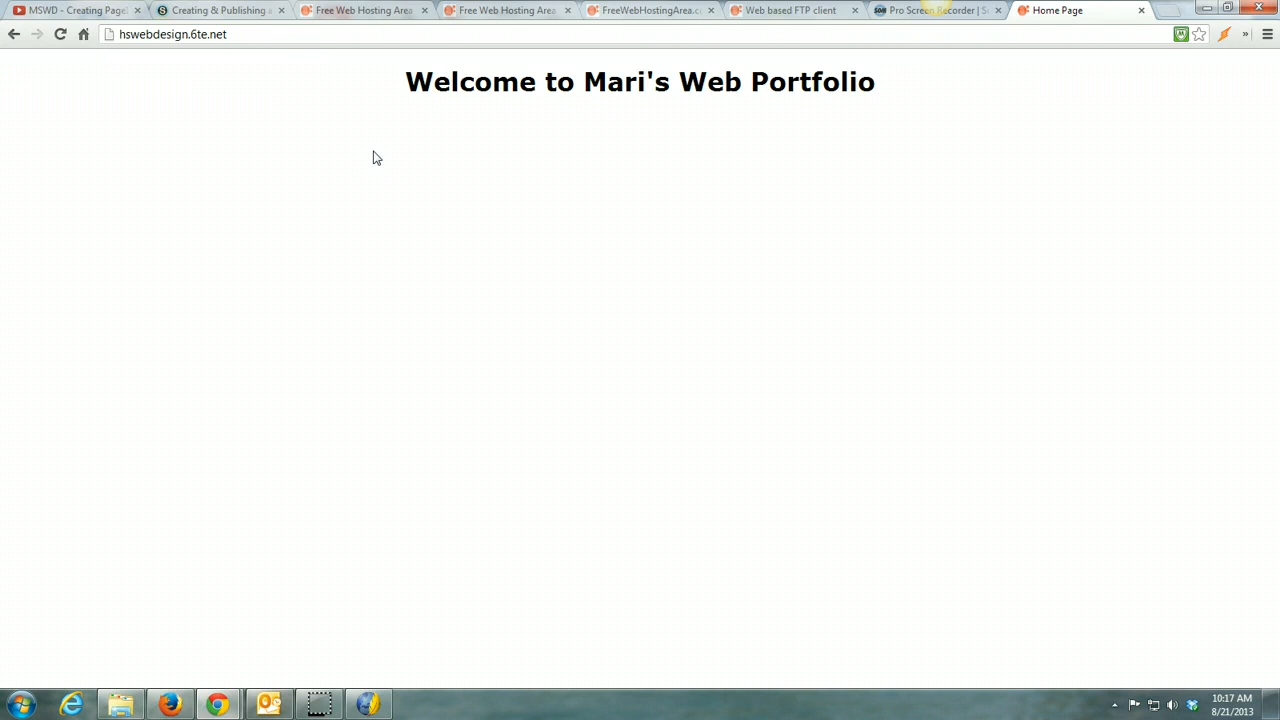 MSWD - Creating Page
Creating & Publishing a
Free Web Hosting Area
Free Web Hosting Area
FreeWebHostingArea.c
Web based FTP client
Pro Screen Recorder | S
Home Page
hswebdesign.6te.net
Welcome to Mari's Web Portfolio
10:17 AM
8/21/2013